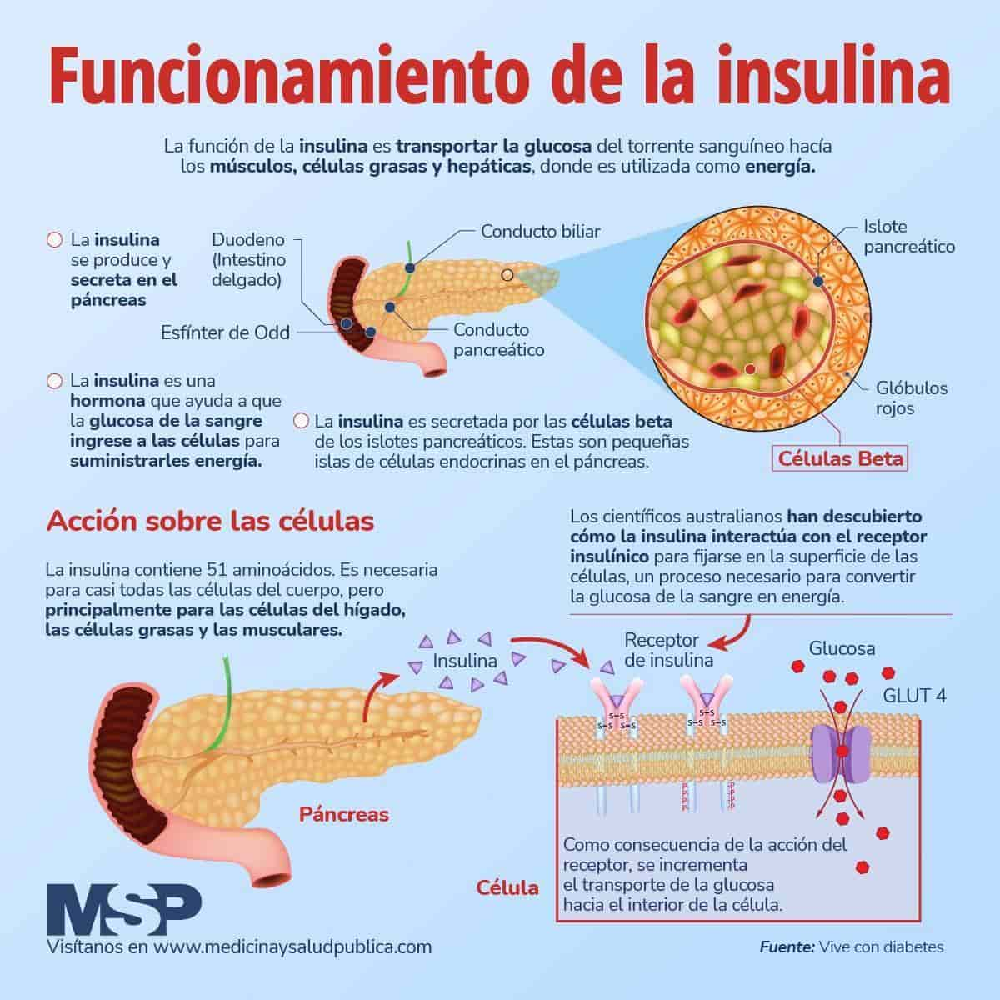 Funcionamiento de la insulina
La función de la insulina es transportar la glucosa del torrente sanguíneo hacía
los músculos, células grasas y hepáticas, donde es utilizada como energía.
La insulina
se produce y
secreta en el
páncreas
Duodeno
(Intestino
delgado)
Conducto biliar
Esfínter de Odd
Conducto
pancreático
Islote
pancreático
Glóbulos
rojos
Células Beta
La insulina es una
hormona que ayuda a que
la glucosa de la sangre
ingrese a las células para
suministrarles energía.
La insulina es secretada por las células beta
de los islotes pancreáticos. Estas son pequeñas
islas de células endocrinas en el páncreas.
Acción sobre las células
La insulina contiene 51 aminoácidos. Es necesaria
para casi todas las células del cuerpo, pero
principalmente para las células del hígado,
las células grasas y las musculares.
Los científicos australianos han descubierto
cómo la insulina interactúa con el receptor
insulínico para fijarse en la superficie de las
células, un proceso necesario para convertir
la glucosa de la sangre en energía.
Insulina
Receptor
de insulina
Glucosa
GLUT 4
S-S
S-S S-S
S-S
S-S S-S
P P
P P
P P
P P
Páncreas
Célula
Como consecuencia de la acción del
receptor, se incrementa
el transporte de la glucosa
hacia el interior de la célula.
MSP
Visítanos en www.medicinaysaludpublica.com
Fuente: Vive con diabetes